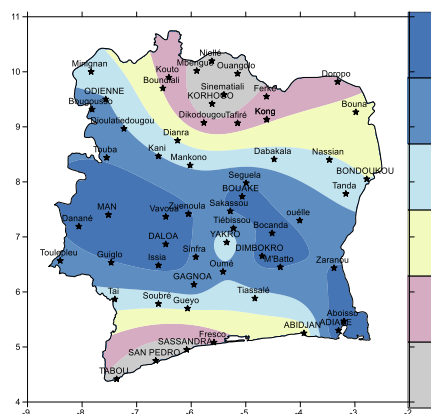 11
Niellé
Mbengué Ouangolo
Minignan
10
Kouto
Doropo
Boundiali
Sinematiali
Ferké
ODIENNE
KORHOGO
Bougousso
Bouna
9
Dioulatiedougou
Dikodougou Tafiré
Kong
Dianra
Touba
Kani
Mankono
Dabakala
Nassian
BONDOUKOU
8
Seguela
Tanda
BOUAKE
MAN
Vavoua
Zuenoula
Sakassou
ouélle
Danané
7
Tiébissou
Bocanda
DALOA
YAKRO
Toulepleu
Guiglo
Issia
Sinfra
DIMBOKRO
M'Batto
Zaranou
Oumé
GAGNOA
6
Tai
Soubré
Gueyo
Tiassalé
Aboisso
ABIDJAN
ADIAKE
5
SASSANDRA
Fresco
SAN PEDRO
TABOU
4
-9 -8 -7 -6 -5 -4 -3 -2